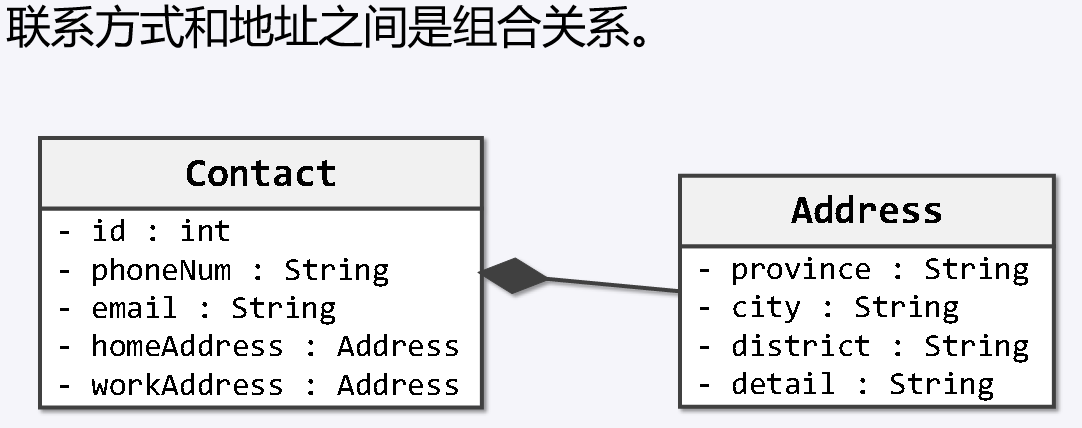 联系方式和地址之间是组合关系。
Contact
- id : int
- phoneNum : String
- email : String
- homeAddress : Address
- workAddress : Address
Address
- province : String
- city : String
- district : String
- detail : String